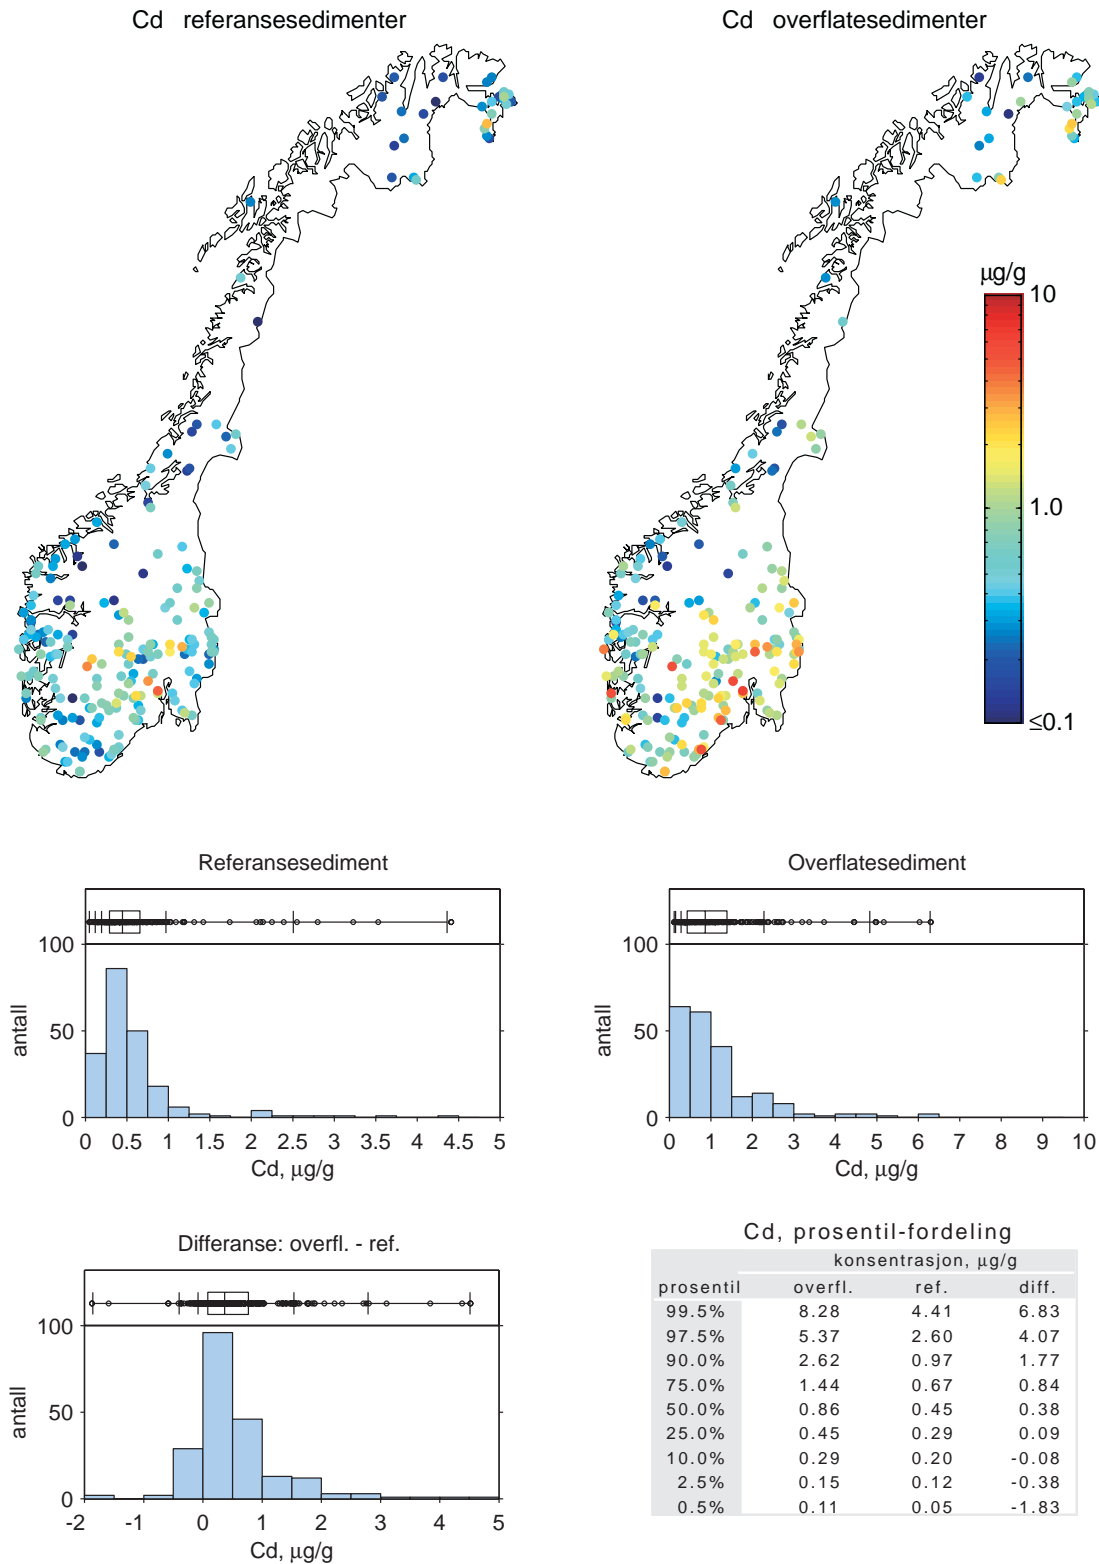 Cd referansesedimenter
Cd overflatesedimenter
µg/g
10
1.0
≤0.1
Referansesediment
100
50
0
antall
0 0.5 1 1.5 2 2.5 3 3.5 4 4.5 5
Cd, µg/g
Overflatesediment
100
50
0
antall
0 1 2 3 4 5 6 7 8 9 10
Cd, µg/g
Differanse: overfl. - ref.
100
50
0
antall
-2 -1 0 1 2 3 4 5
Cd, µg/g
Cd, prosentil-fordeling
konsentrasjon, µg/g
prosentil overfl. ref. diff.
99.5% 8.28 4.41 6.83
97.5% 5.37 2.60 4.07
90.0% 2.62 0.97 1.77
75.0% 1.44 0.67 0.84
50.0% 0.86 0.45 0.38
25.0% 0.45 0.29 0.09
10.0% 0.29 0.20 -0.08
2.5% 0.15 0.12 -0.38
0.5% 0.11 0.05 -1.83